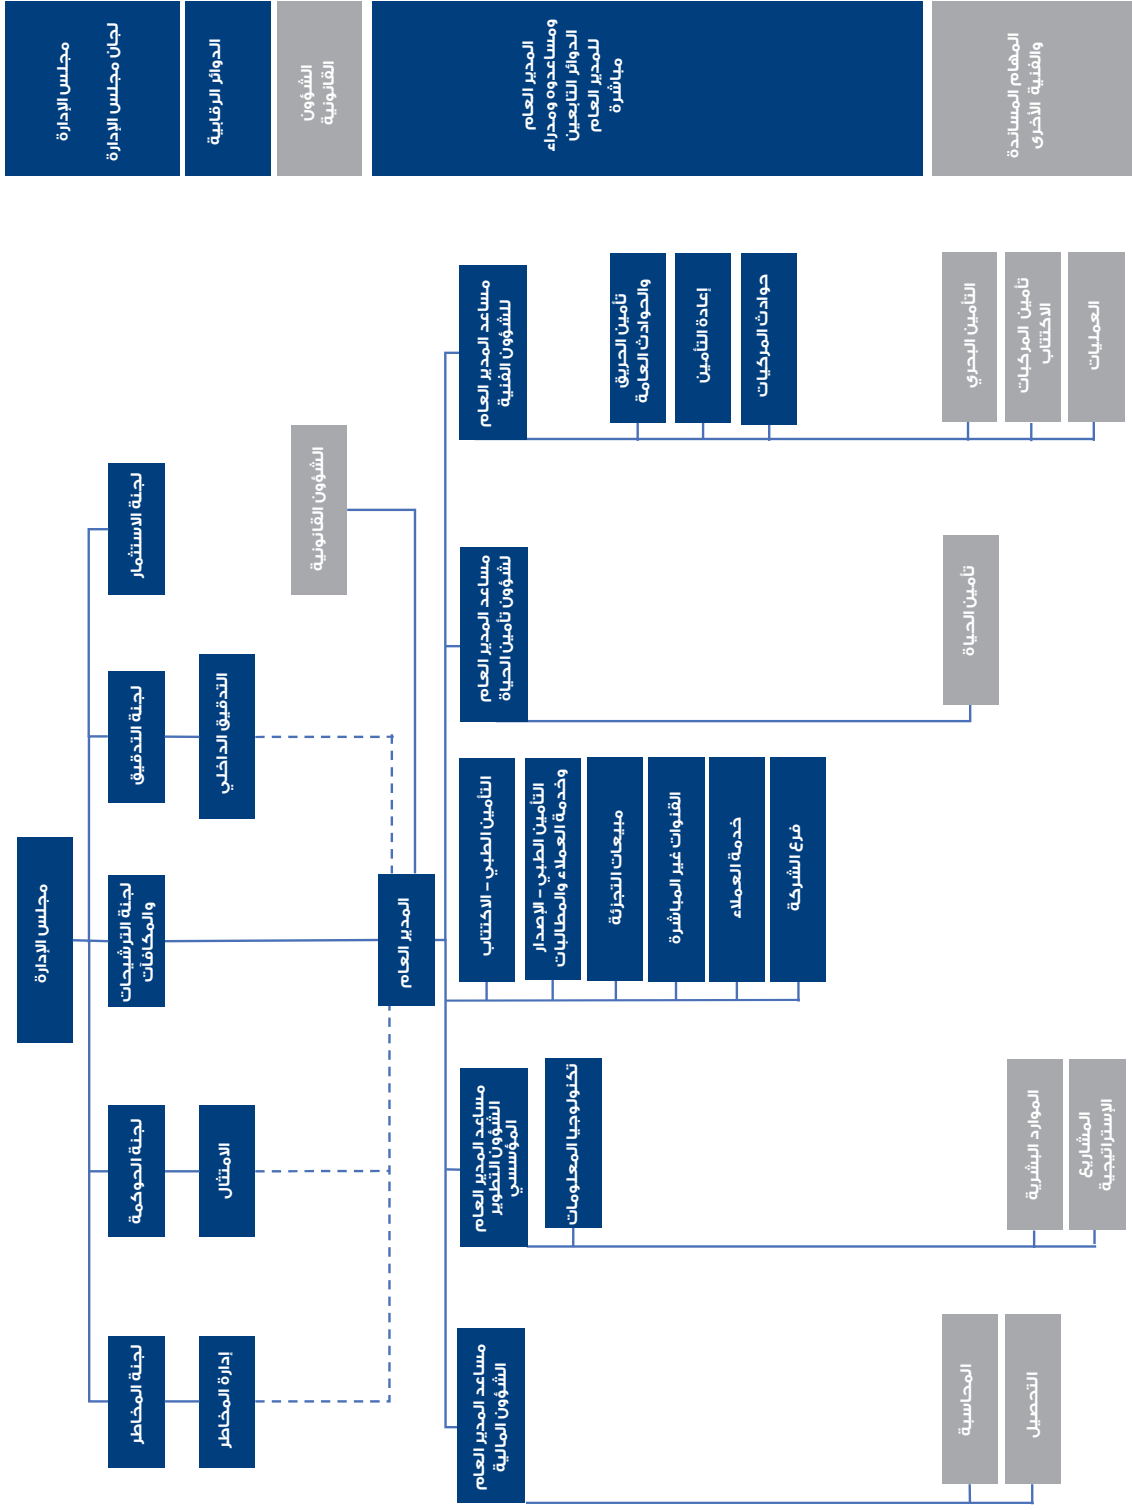 مجلس الإدارة
لجان مجلس الإدارة
الدوائر الرقابية
الشؤون
القانونية
المدير العام
ومساعدوه ومدراء
الدوائر التابعين
للمدير العام
مباشرة
المهام المساندة
والفنية الأخرى
مجلس الإدارة
لجنة الاستثمار
لجنة التدقيق
لجنة الترشيحات
والمكافآت
لجنة الحوكمة
لجنة المخاطر
التدقيق الداخلي
الامتثال
إدارة المخاطر
الشؤون القانونية
المدير العام
مساعد المدير العام
للشؤون الفنية
تأمين الحريق
والحوادث العامة
إعادة التأمين
حوادث المركبات
التأمين البحري
تأمين المركبات
الاكتتاب
العمليات
مساعد المدير العام
لشؤون تأمين الحياة
تأمين الحياة
التأمين الطبي - الاكتتاب
التأمين الطبي - الإصدار
وخدمة العملاء والمطالبات
مبيعات التجزئة
القنوات غير المباشرة
خدمة العملاء
فرع الشركة
مساعد المدير العام
الشؤون التطوير
المؤسسي
تكنولوجيا المعلومات
الموارد البشرية
المشاريع
الإستراتيجية
مساعد المدير العام
الشؤون المالية
المحاسبة
التحصيل